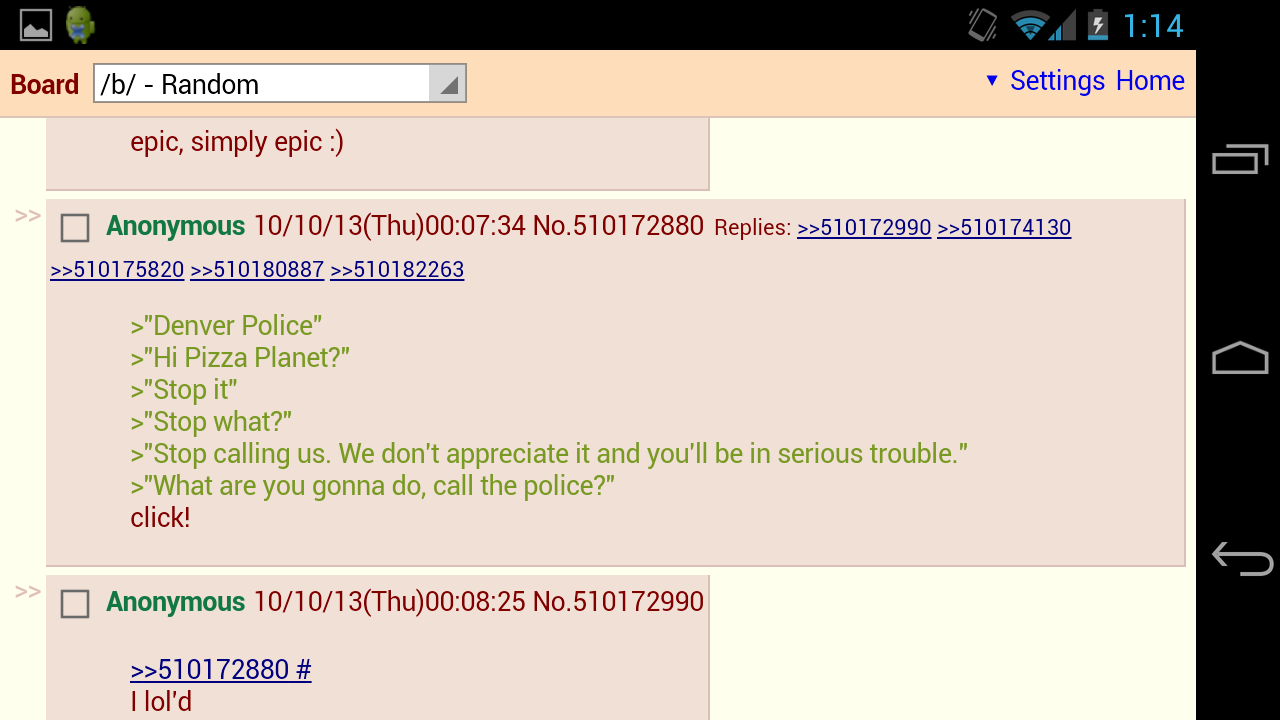 1:14
Board /b/ - Random ▼ Settings Home
epic, simply epic :)
>> Anonymous 10/10/13(Thu)00:07:34 No.510172880 Replies: >>510172990 >>510174130
>>510175820 >>510180887 >>510182263
>"Denver Police"
>"Hi Pizza Planet?"
>"Stop it"
>"Stop what?"
>"Stop calling us. We don't appreciate it and you'll be in serious trouble."
>"What are you gonna do, call the police?"
click!
>> Anonymous 10/10/13(Thu)00:08:25 No.510172990
>>510172880 #
I lol'd